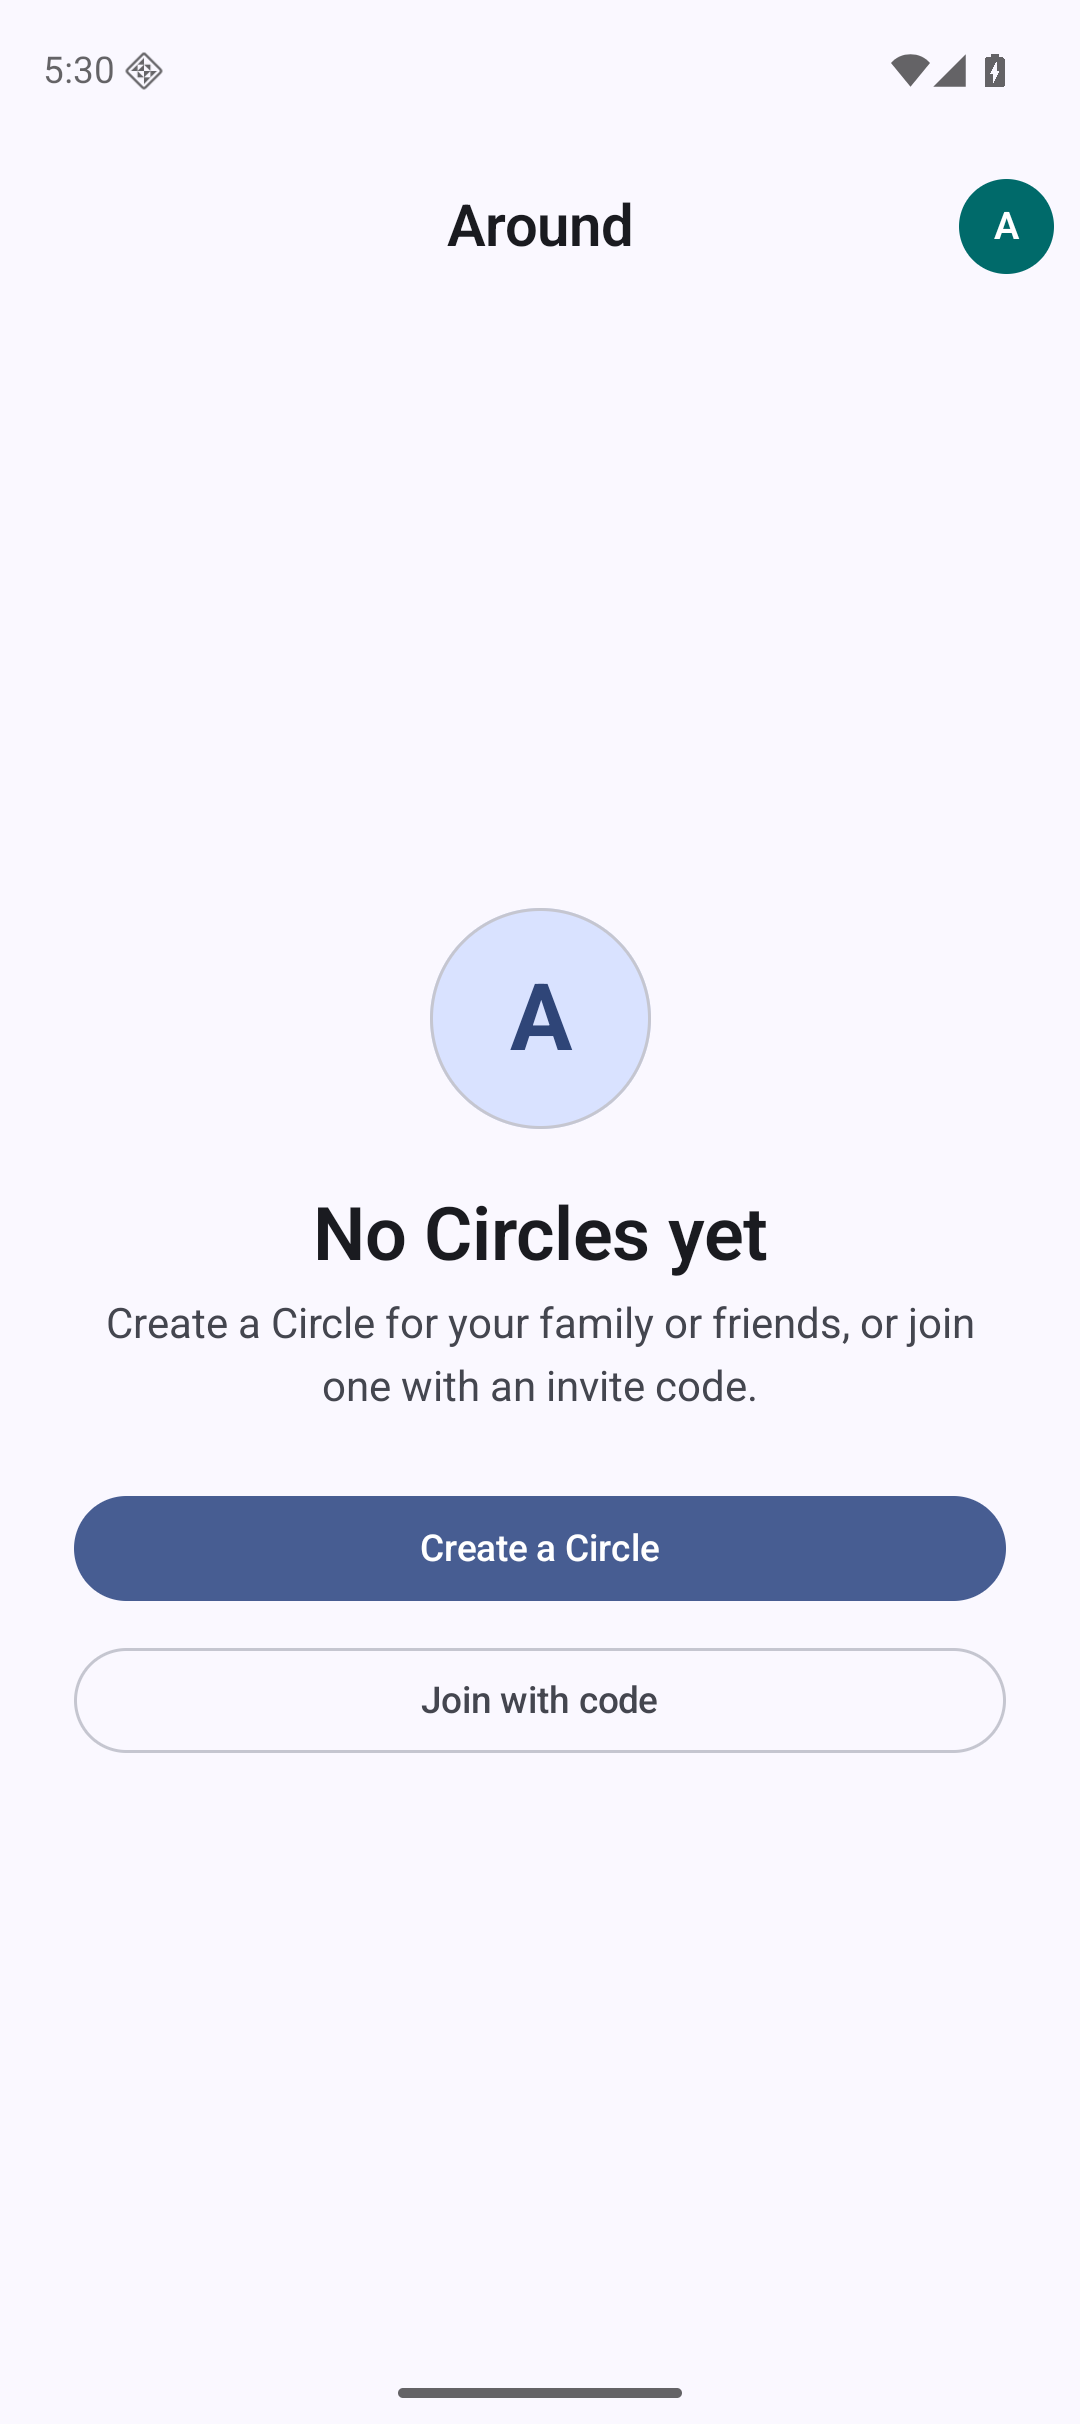 5:30
Around
A
A
No Circles yet
Create a Circle for your family or friends, or join
one with an invite code.
Create a Circle
Join with code